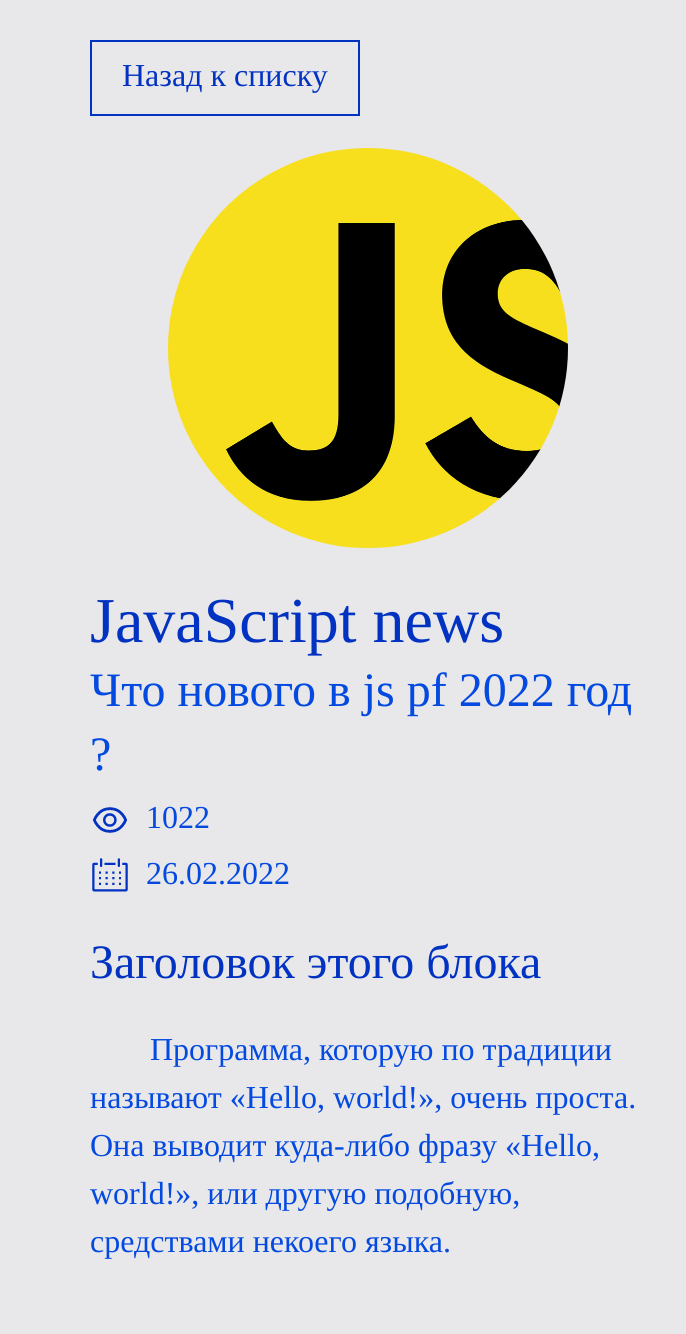 Назад к списку
JS
JavaScript news
Что нового в js pf 2022 год
?
1022
26.02.2022
Заголовок этого блока
Программа, которую по традиции
называют «Hello, world!», очень проста.
Она выводит куда-либо фразу «Hello,
world!», или другую подобную,
средствами некоего языка.